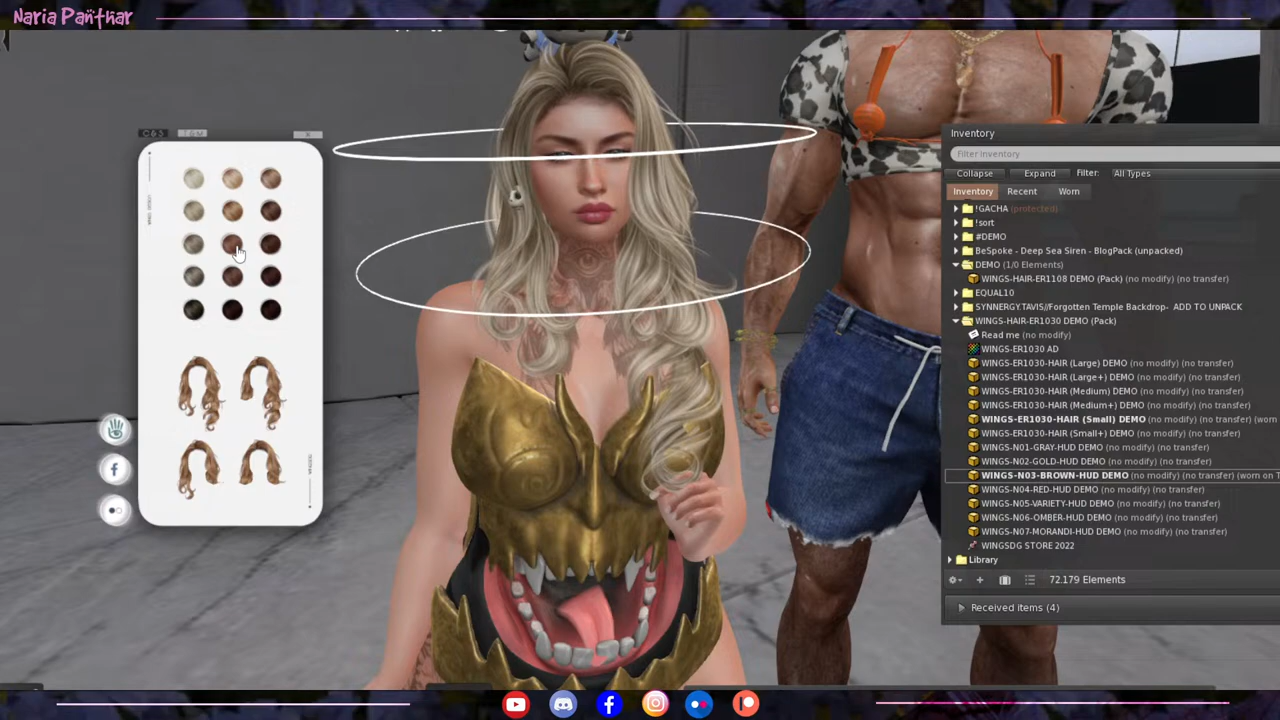 Naria Panthar
C&S
T&M
X
Inventory
Filter Inventory
Collapse
Expand
Filter:
All Types
Inventory
Recent
Worn
!GACHA (protected)
!sort
#DEMO
BeSpoke - Deep Sea Siren - BlogPack (unpacked)
DEMO (1/0 Elements)
WINGS-HAIR-ER1108 DEMO (Pack) (no modify) (no transfer)
EQUAL10
SYNNERGY.TAVIS//Forgotten Temple Backdrop- ADD TO UNPACK
WINGS-HAIR-ER1030 DEMO (Pack)
Read me (no modify)
WINGS-ER1030 AD
WINGS-ER1030-HAIR (Large) DEMO (no modify) (no transfer)
WINGS-ER1030-HAIR (Large+) DEMO (no modify) (no transfer)
WINGS-ER1030-HAIR (Medium) DEMO (no modify) (no transfer)
WINGS-ER1030-HAIR (Medium+) DEMO (no modify) (no transfer)
WINGS-ER1030-HAIR (Small) DEMO (no modify) (no transfer) (worn
WINGS-ER1030-HAIR (Small+) DEMO (no modify) (no transfer)
WINGS-N01-GRAY-HUD DEMO (no modify) (no transfer)
WINGS-N02-GOLD-HUD DEMO (no modify) (no transfer)
WINGS-N03-BROWN-HUD DEMO (no modify) (no transfer) (worn on T
WINGS-N04-RED-HUD DEMO (no modify) (no transfer)
WINGS-N05-VARIETY-HUD DEMO (no modify) (no transfer)
WINGS-N06-OMBER-HUD DEMO (no modify) (no transfer)
WINGS-N07-MORANDI-HUD DEMO (no modify) (no transfer)
WINGSDG STORE 2022
Library
72.179 Elements
Received items (4)